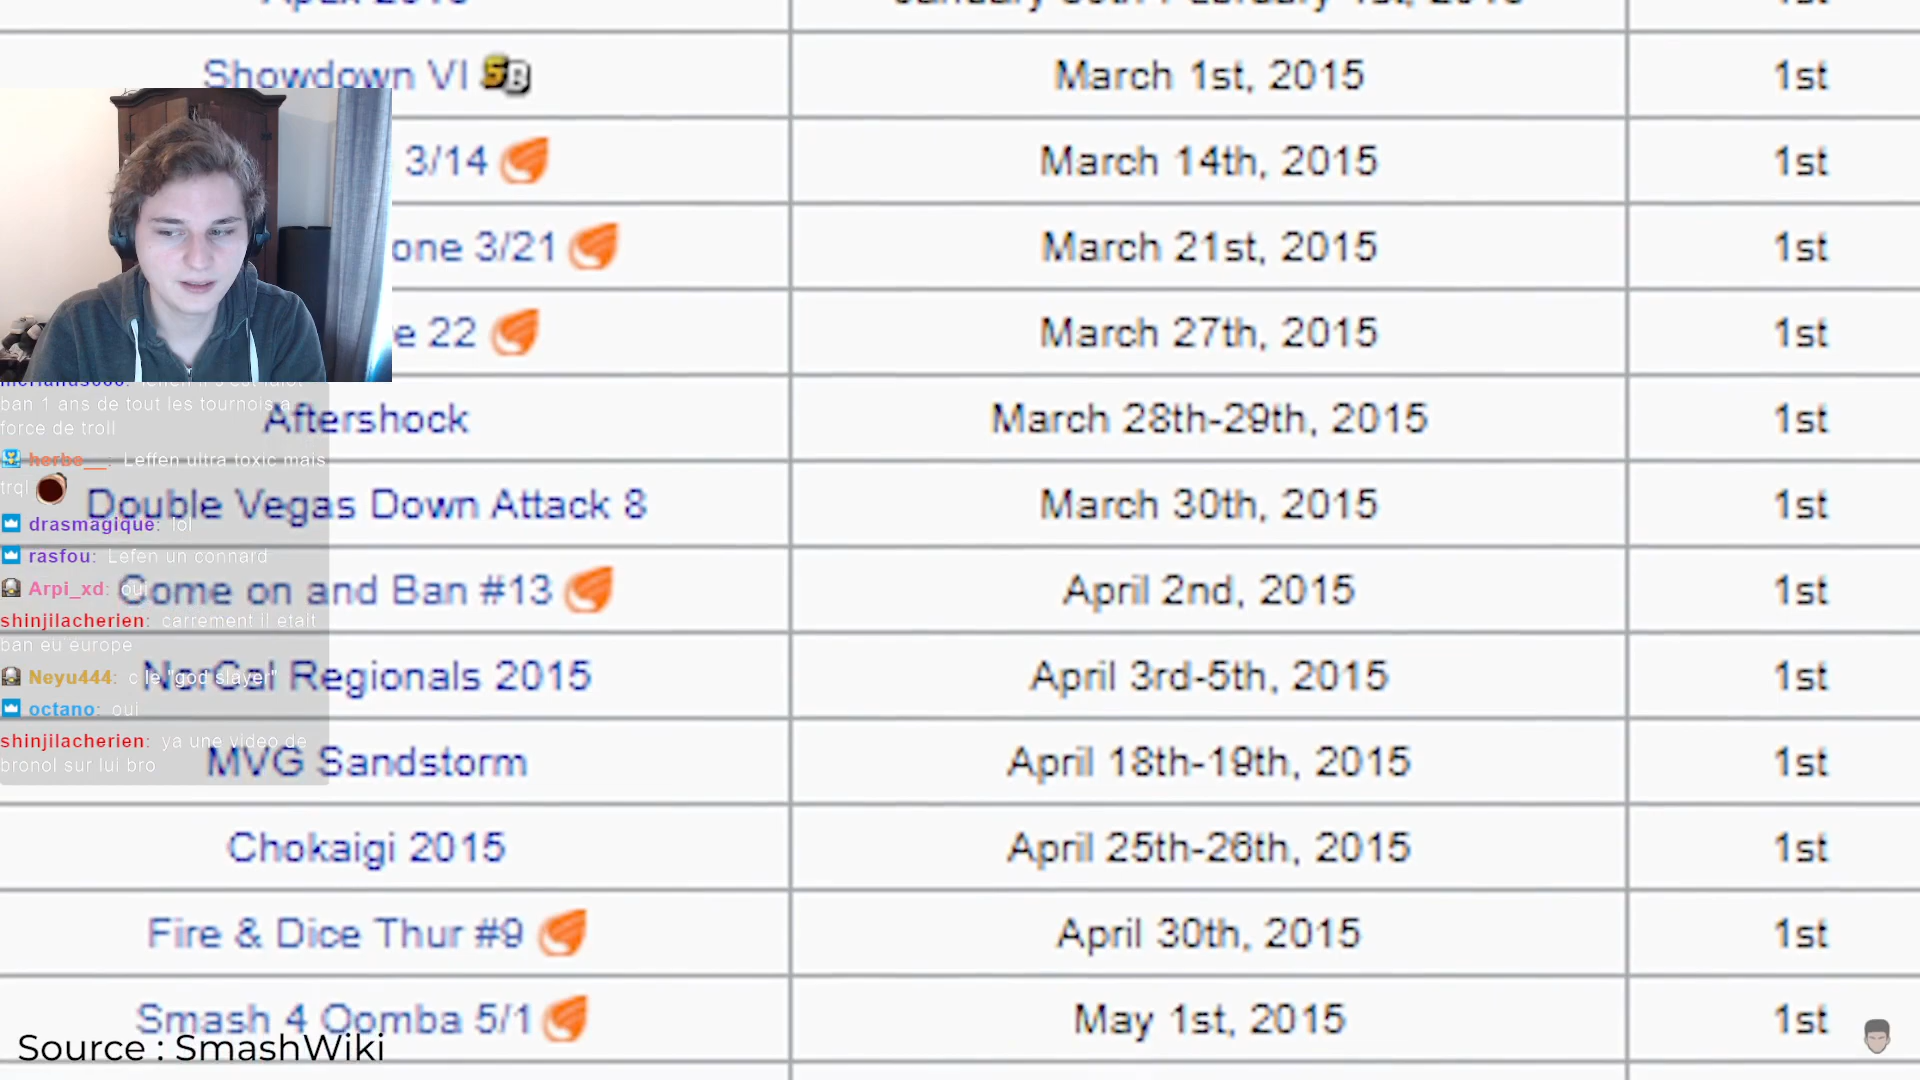 Apex 2015
1st
Showdown VI March 1st, 2015 1st
3/14 March 14th, 2015 1st
one 3/21 March 21st, 2015 1st
e 22 March 27th, 2015 1st
Aftershock March 28th-29th, 2015 1st
Double Vegas Down Attack 8 March 30th, 2015 1st
Come on and Ban #13 April 2nd, 2015 1st
NorCal Regionals 2015 April 3rd-5th, 2015 1st
MVG Sandstorm April 18th-19th, 2015 1st
Chokaigi 2015 April 25th-26th, 2015 1st
Fire & Dice Thur #9 April 30th, 2015 1st
Smash 4 Oomba 5/1 May 1st, 2015 1st
ban 1 ans de tout les tournois a
force de troll
herbo__: Leffen ultra toxic mais
trql
drasmagique: lol
rasfou: Lefen un connard
Arpi_xd: oui
shinjilacherien: carrement il etait
ban eu europe
Neyu444: c le "god slayer"
octano: oui
shinjilacherien: ya une video de
bronol sur lui bro
Source : SmashWiki